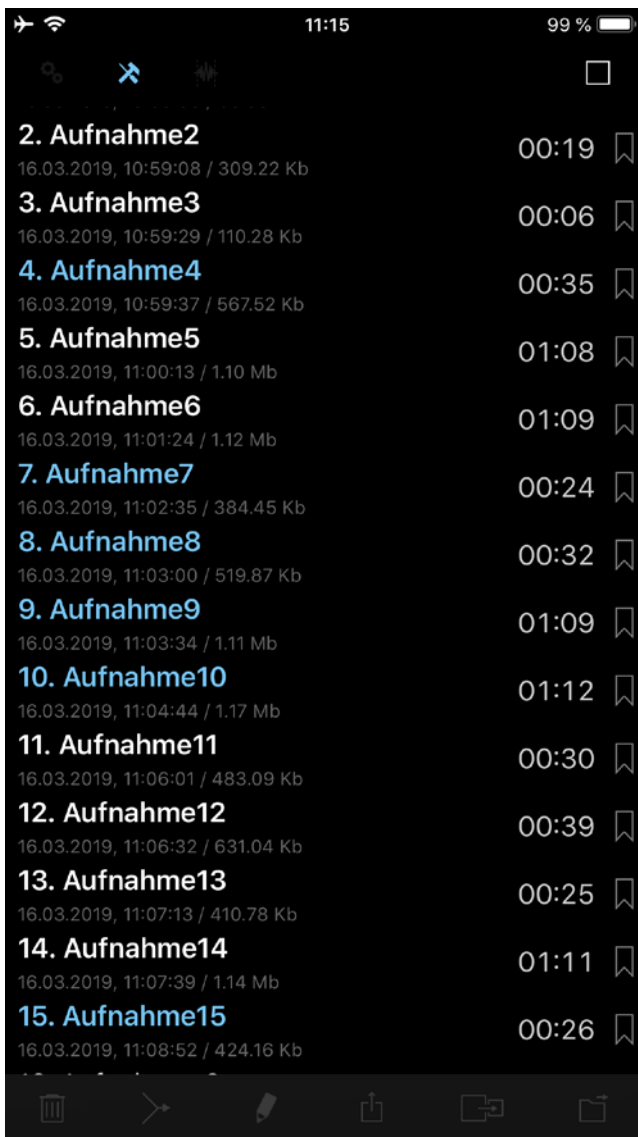 11:15
99 %
2. Aufnahme2
00:19
16.03.2019, 10:59:08 / 309.22 Kb
3. Aufnahme3
00:06
16.03.2019, 10:59:29 / 110.28 Kb
4. Aufnahme4
00:35
16.03.2019, 10:59:37 / 567.52 Kb
5. Aufnahme5
01:08
16.03.2019, 11:00:13 / 1.10 Mb
6. Aufnahme6
01:09
16.03.2019, 11:01:24 / 1.12 Mb
7. Aufnahme7
00:24
16.03.2019, 11:02:35 / 384.45 Kb
8. Aufnahme8
00:32
16.03.2019, 11:03:00 / 519.87 Kb
9. Aufnahme9
01:09
16.03.2019, 11:03:34 / 1.11 Mb
10. Aufnahme10
01:12
16.03.2019, 11:04:44 / 1.17 Mb
11. Aufnahme11
00:30
16.03.2019, 11:06:01 / 483.09 Kb
12. Aufnahme12
00:39
16.03.2019, 11:06:32 / 631.04 Kb
13. Aufnahme13
00:25
16.03.2019, 11:07:13 / 410.78 Kb
14. Aufnahme14
01:11
16.03.2019, 11:07:39 / 1.14 Mb
15. Aufnahme15
00:26
16.03.2019, 11:08:52 / 424.16 Kb